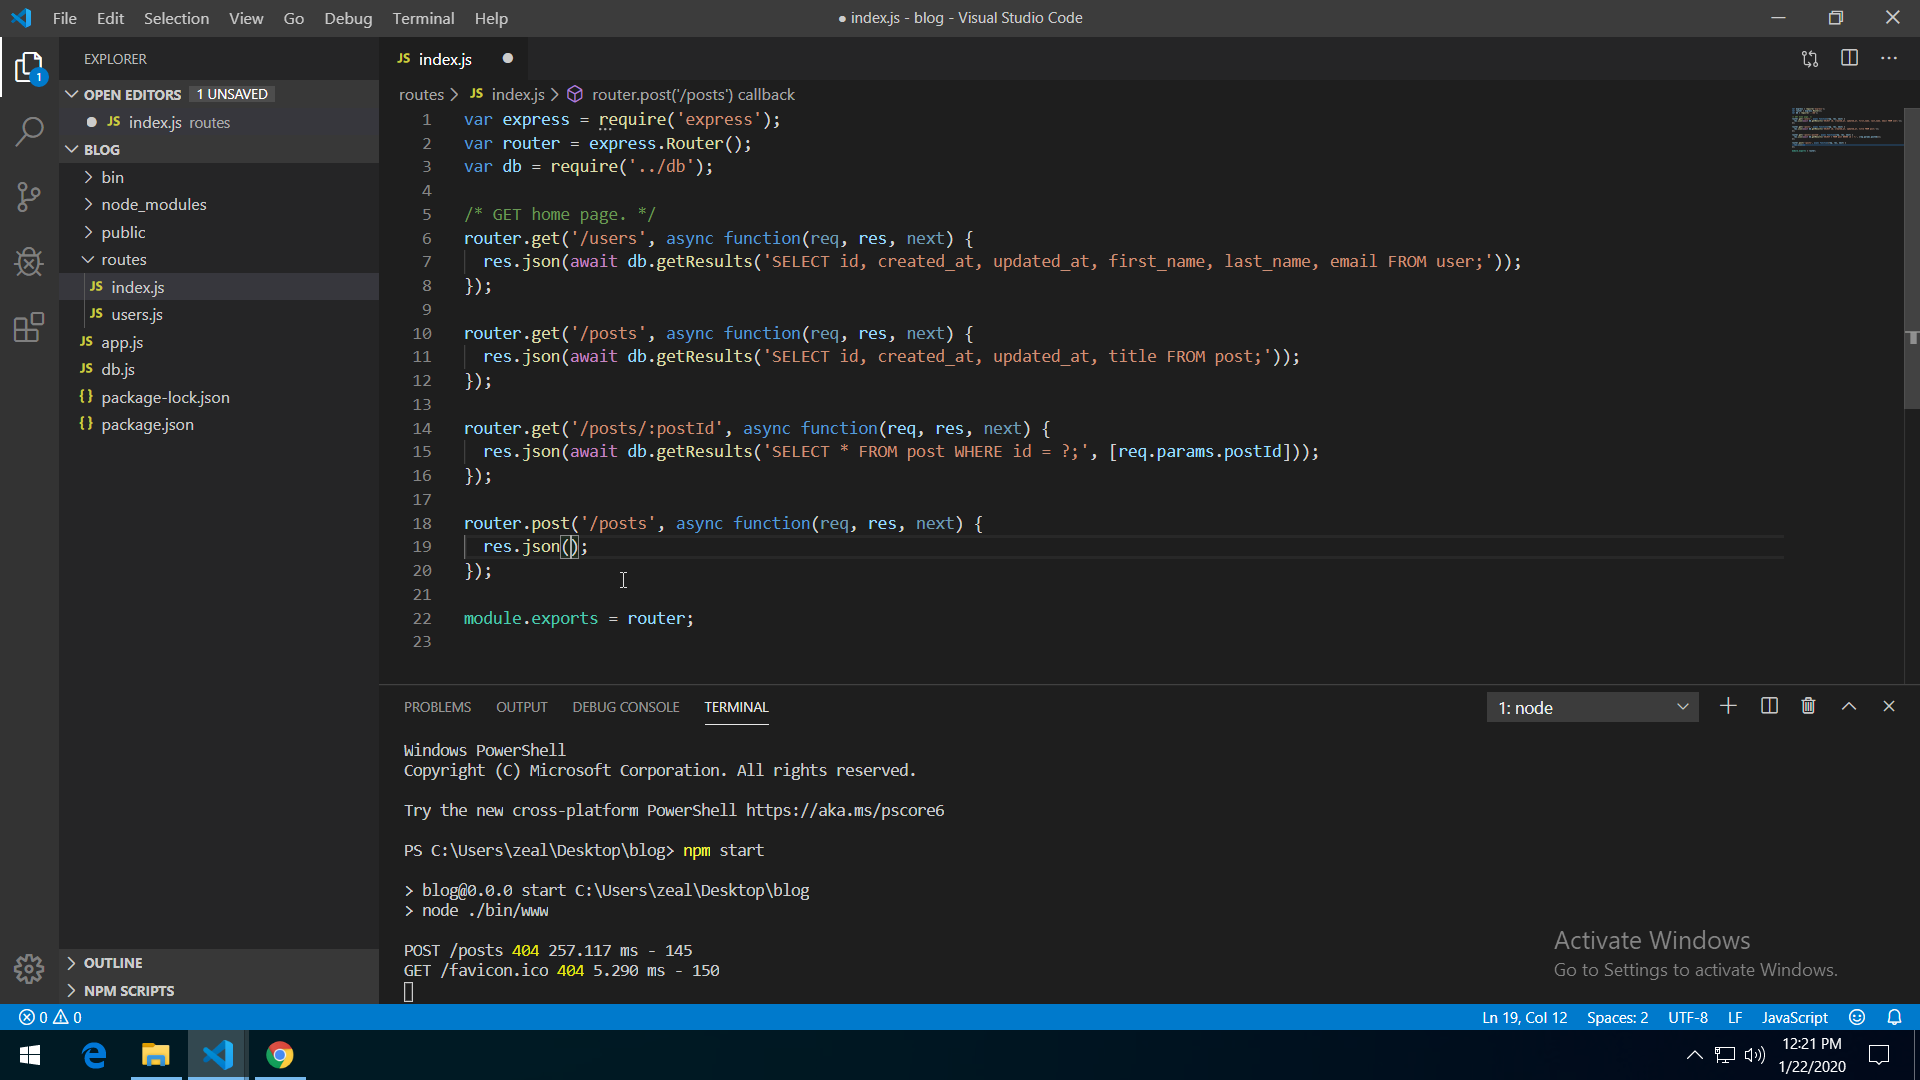 File Edit Selection View Go Debug Terminal Help
● index.js - blog - Visual Studio Code
1
EXPLORER
OPEN EDITORS 1 UNSAVED
JS index.js routes
BLOG
bin
node_modules
public
routes
JS index.js
JS users.js
JS app.js
JS db.js
{} package-lock.json
{} package.json
OUTLINE
NPM SCRIPTS
JS index.js
routes > JS index.js > router.post('/posts') callback
1 var express = require('express');
2 var router = express.Router();
3 var db = require('../db');
4
5 /* GET home page. */
6 router.get('/users', async function(req, res, next) {
7 res.json(await db.getResults('SELECT id, created_at, updated_at, first_name, last_name, email FROM user;'));
8 });
9
10 router.get('/posts', async function(req, res, next) {
11 res.json(await db.getResults('SELECT id, created_at, updated_at, title FROM post;'));
12 });
13
14 router.get('/posts/:postId', async function(req, res, next) {
15 res.json(await db.getResults('SELECT * FROM post WHERE id = ?;', [req.params.postId]));
16 });
17
18 router.post('/posts', async function(req, res, next) {
19 res.json();
20 });
21
22 module.exports = router;
23
PROBLEMS OUTPUT DEBUG CONSOLE TERMINAL
1: node
Windows PowerShell
Copyright (C) Microsoft Corporation. All rights reserved.
Try the new cross-platform PowerShell https://aka.ms/pscore6
PS C:\Users\zeal\Desktop\blog> npm start
> blog@0.0.0 start C:\Users\zeal\Desktop\blog
> node ./bin/www
POST /posts 404 257.117 ms - 145
GET /favicon.ico 404 5.290 ms - 150
Activate Windows
Go to Settings to activate Windows.
0 0
Ln 19, Col 12 Spaces: 2 UTF-8 LF JavaScript
12:21 PM
1/22/2020